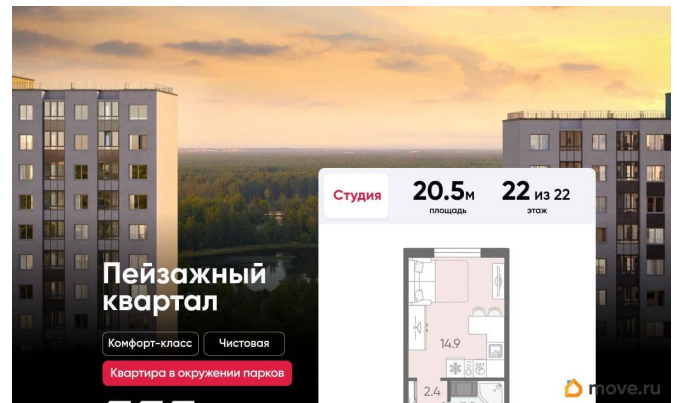 Студия
20.5м
площадь
22 из 22
этаж
Пейзажный
квартал
Комфорт-класс
Чистовая
Квартира в окружении парков
14.9
2.4
move.ru